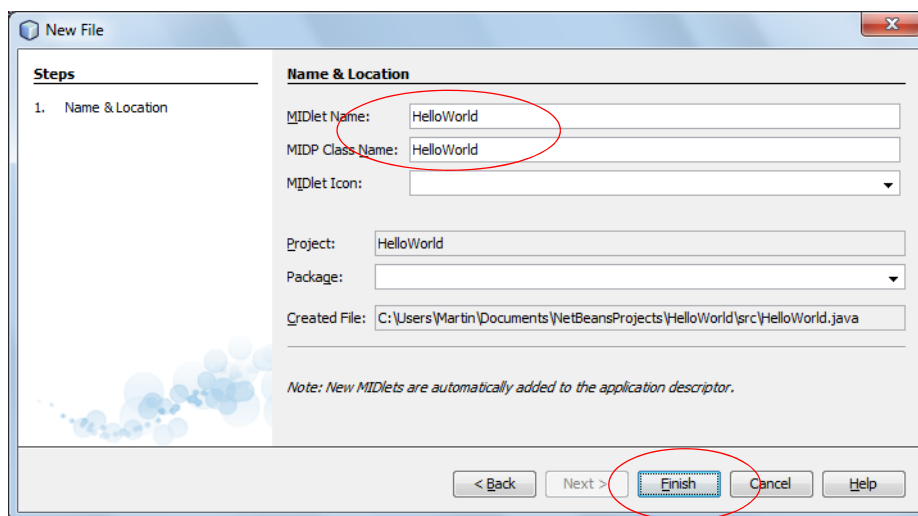 New File
Steps
1. Name & Location
Name & Location
MIDlet Name: HelloWorld
MIDP Class Name: HelloWorld
MIDlet Icon:
Project: HelloWorld
Package:
Created File: C:\Users\Martin\Documents\NetBeansProjects\HelloWorld\src\HelloWorld.java
Note: New MIDlets are automatically added to the application descriptor.
< Back Next > Finish Cancel Help